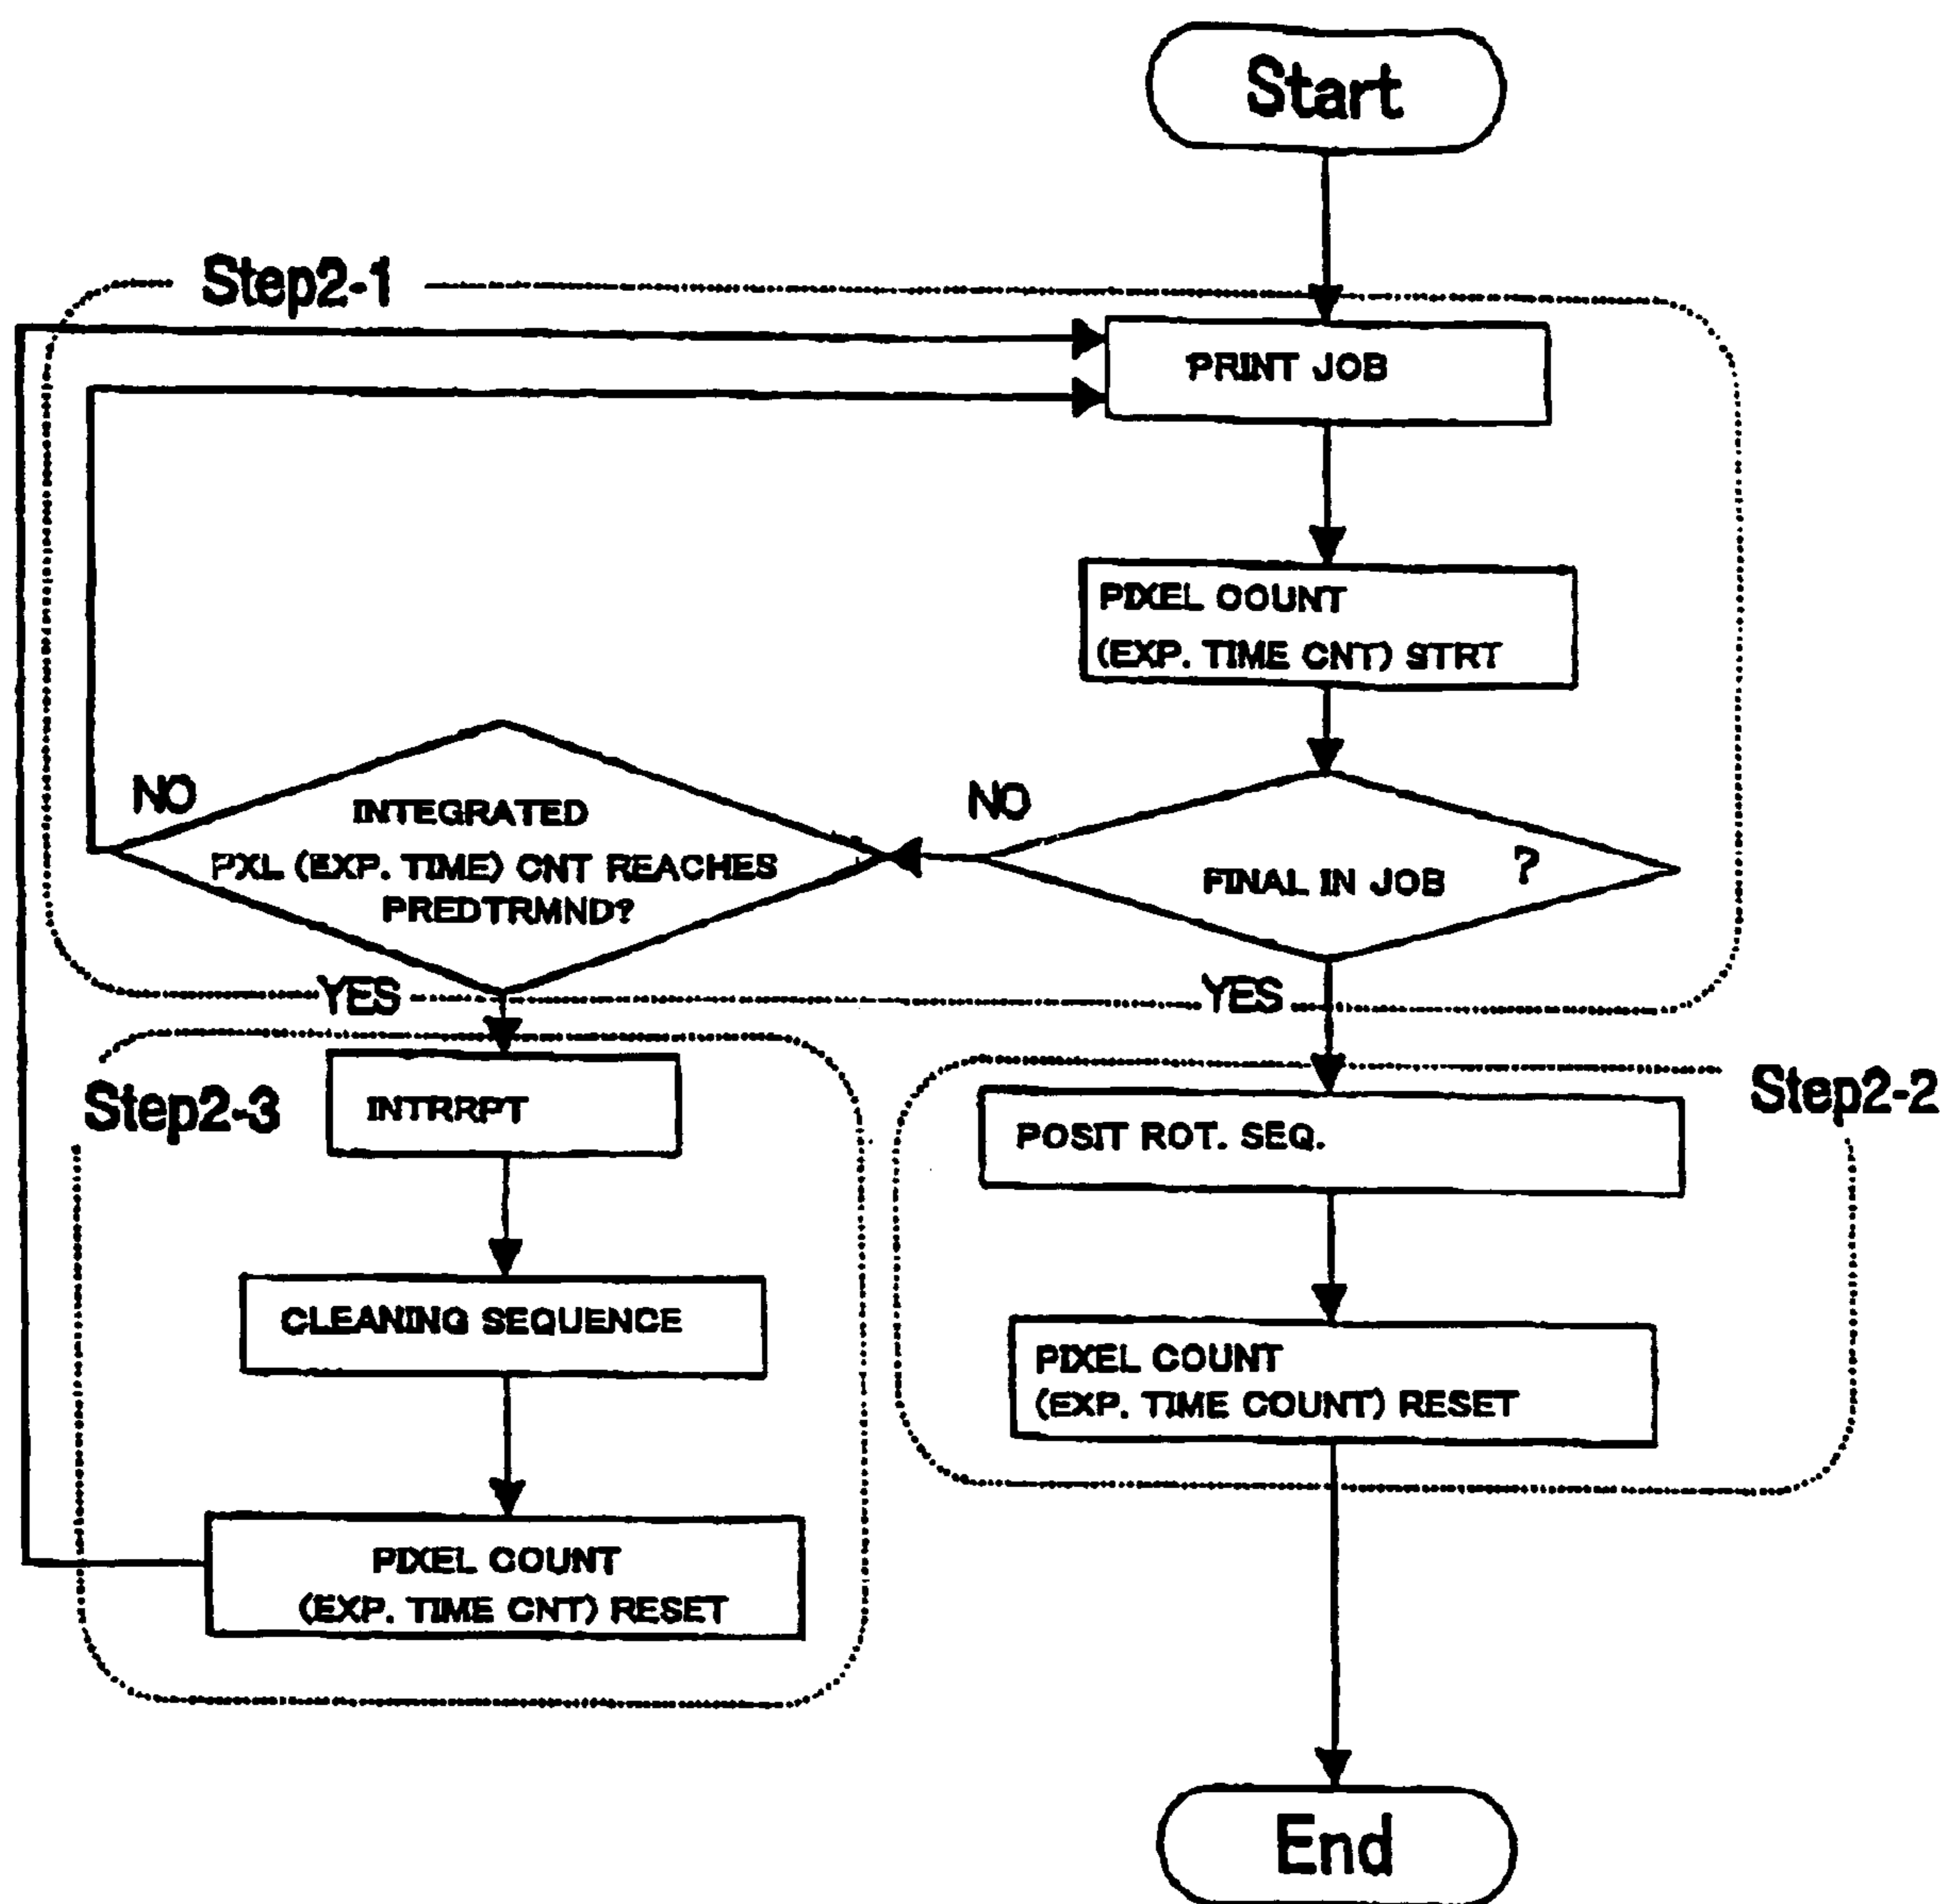 Start
Step2-1
PRINT JOB
PIXEL COUNT
(EXP. TIME CNT) STRT
NO
INTEGRATED
PXL (EXP. TIME) CNT REACHES
PREDTRMND?
NO
FINAL IN JOB ?
YES
YES
Step2-3
INTRRPT
Step2-2
POSIT ROT. SEQ.
CLEANING SEQUENCE
PIXEL COUNT
(EXP. TIME COUNT) RESET
PIXEL COUNT
(EXP. TIME CNT) RESET
End